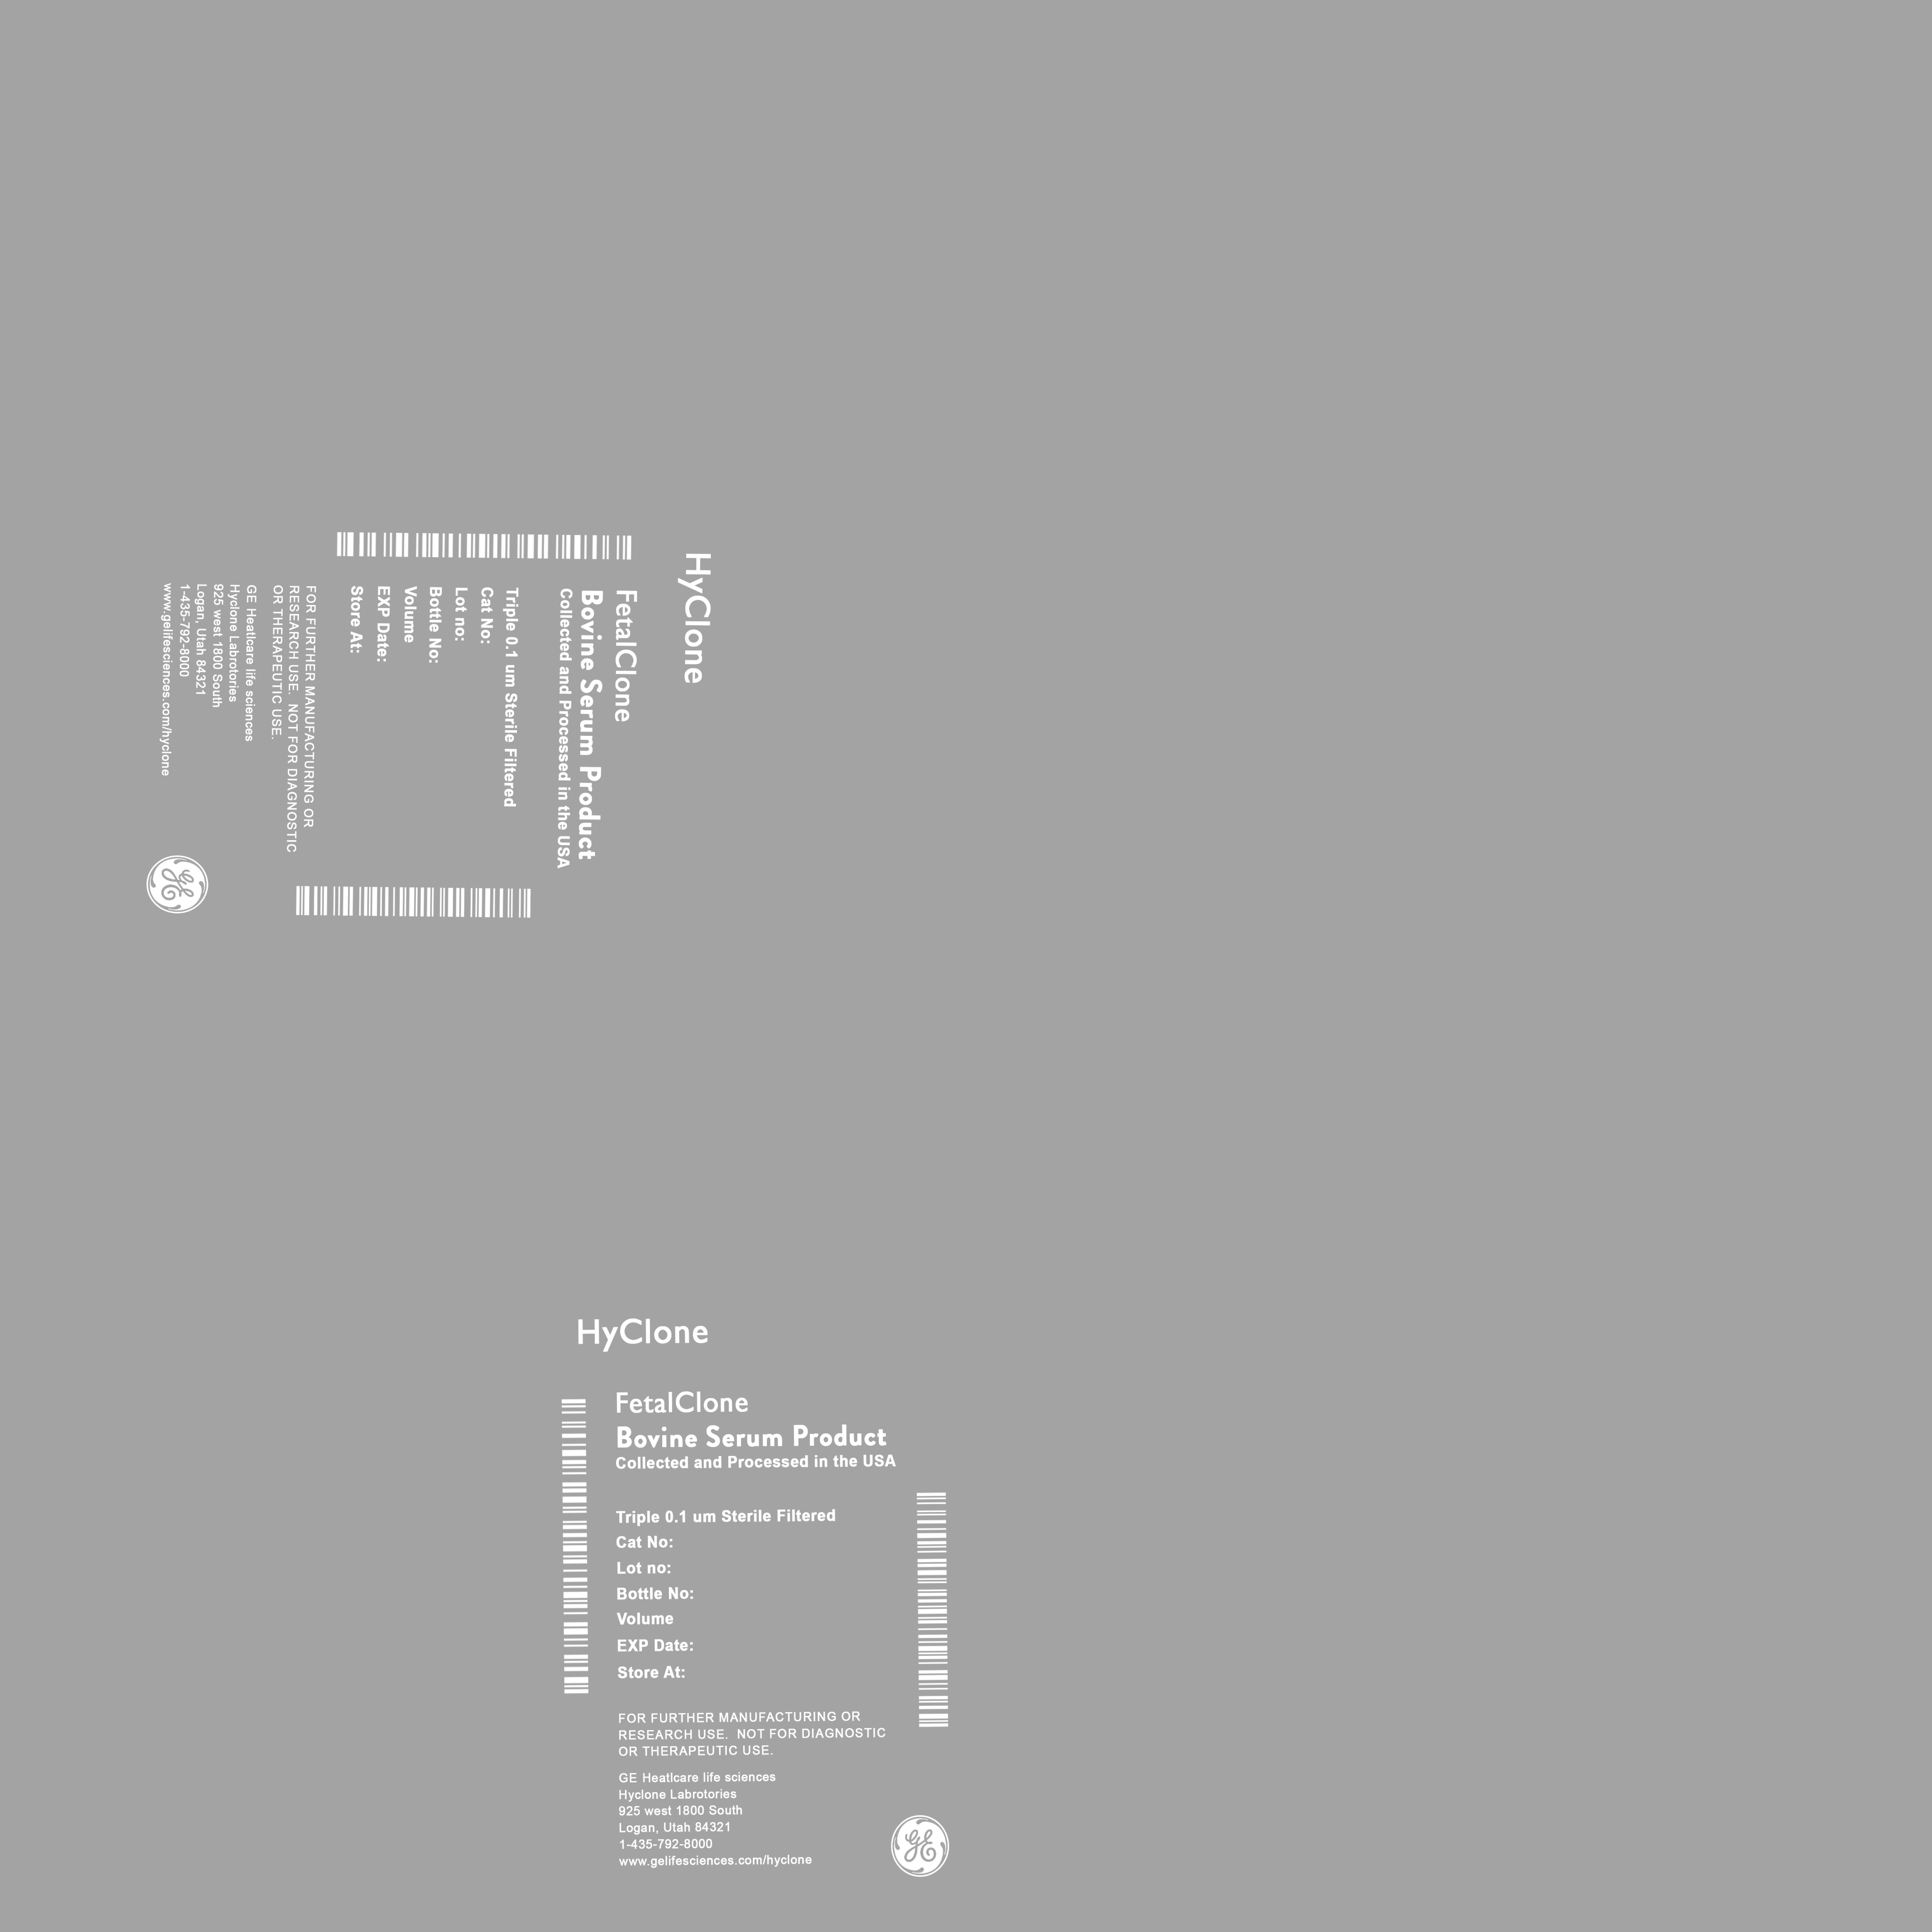 HyClone
FetalClone
Bovine Serum Product
Collected and Processed in the USA
Triple 0.1 um Sterile Filtered
Cat No:
Lot no:
Bottle No:
Volume
EXP Date:
Store At:
FOR FURTHER MANUFACTURING OR
RESEARCH USE. NOT FOR DIAGNOSTIC
OR THERAPEUTIC USE.
GE Heatlcare life sciences
Hyclone Labrotories
925 west 1800 South
Logan, Utah 84321
1-435-792-8000
www.gelifesciences.com/hyclone
GE
HyClone
FetalClone
Bovine Serum Product
Collected and Processed in the USA
Triple 0.1 um Sterile Filtered
Cat No:
Lot no:
Bottle No:
Volume
EXP Date:
Store At:
FOR FURTHER MANUFACTURING OR
RESEARCH USE. NOT FOR DIAGNOSTIC
OR THERAPEUTIC USE.
GE Heatlcare life sciences
Hyclone Labrotories
925 west 1800 South
Logan, Utah 84321
1-435-792-8000
www.gelifesciences.com/hyclone
GE